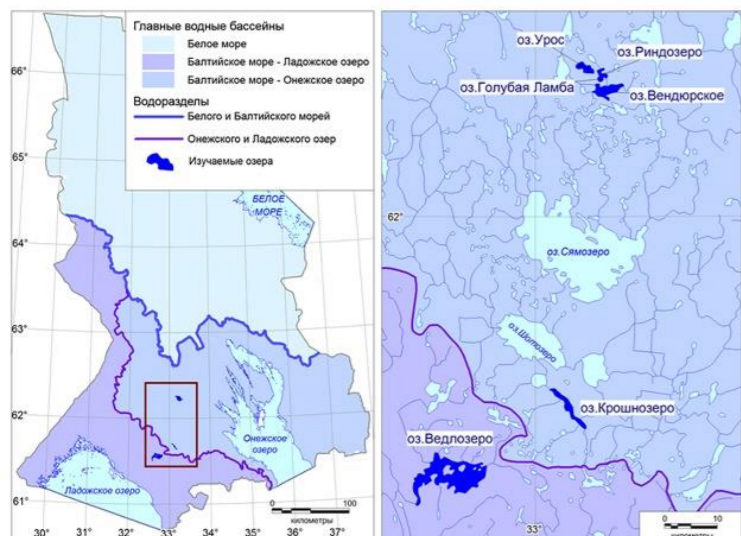 Главные водные бассейны
Белое море
Балтийское море - Ладожское озеро
Балтийское море - Онежское озеро
Водоразделы
Белого и Балтийского морей
Онежского и Ладожского озер
Изучаемые озера
66°
65°
64°
63°
62°
61°
БЕЛОЕ
МОРЕ
Онежское
озеро
Ладожское озеро
0 100
километры
30° 31° 32° 33° 34° 35° 36° 37°
оз.Урос
оз.Риндозеро
оз.Голубая Ламба
оз.Вендюрское
62°
оз.Сямозеро
оз.Шотозеро
оз.Крошнозеро
оз.Ведлозеро
33°
0 10
километры